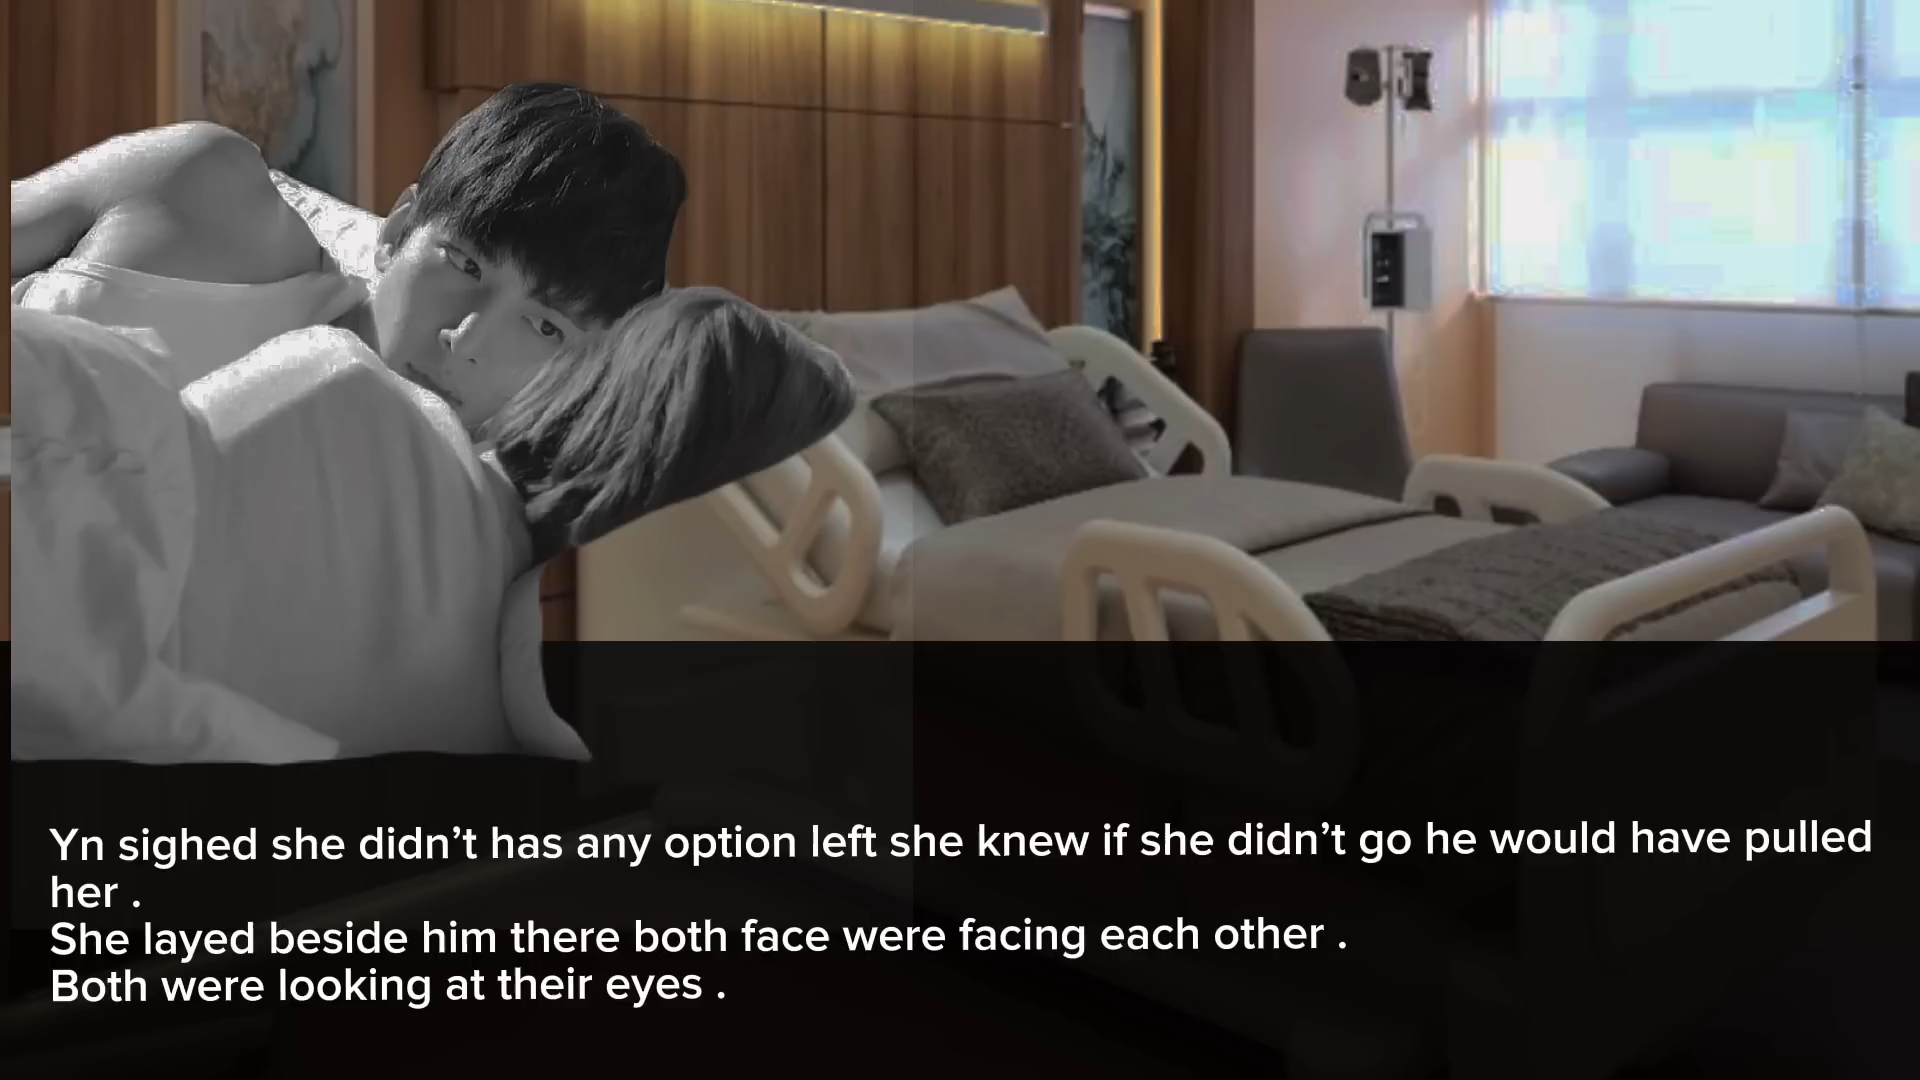 Yn sighed she didn’t has any option left she knew if she didn’t go he would have pulled
her .
She layed beside him there both face were facing each other .
Both were looking at their eyes .